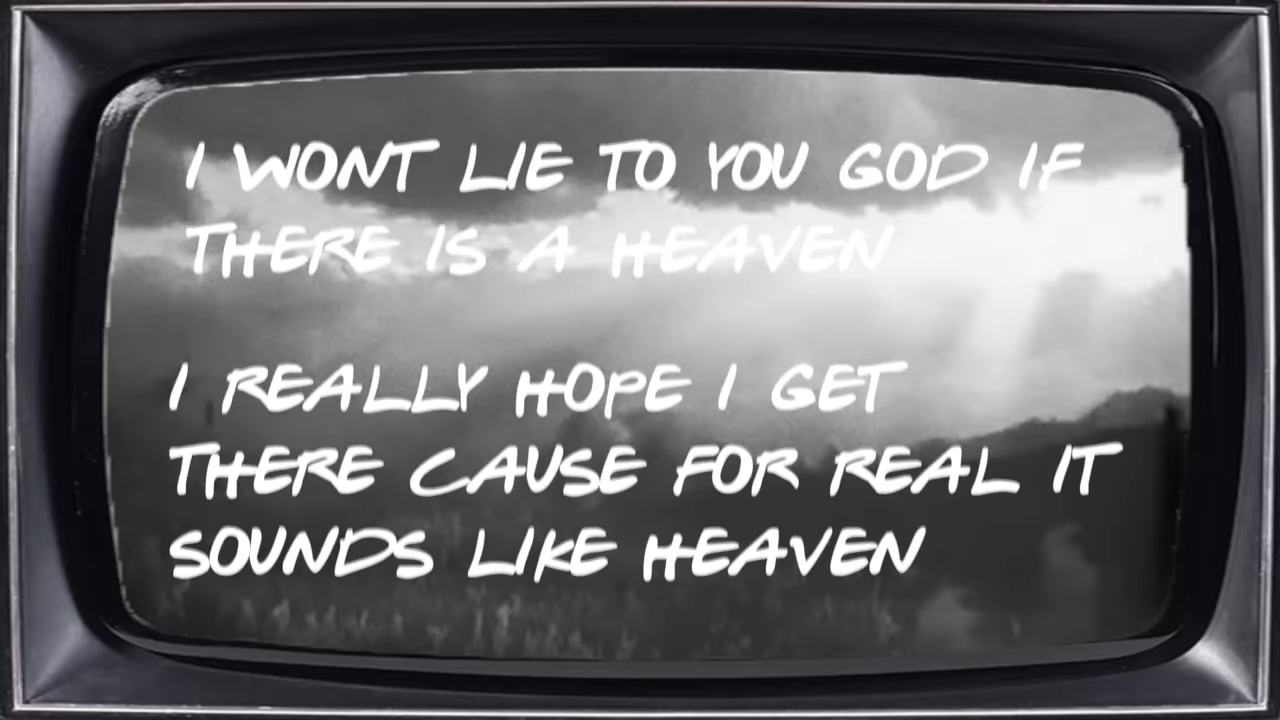 I WONT LIE TO YOU GOD IF
THERE IS A HEAVEN
I REALLY HOPE I GET
THERE CAUSE FOR REAL IT
SOUNDS LIKE HEAVEN